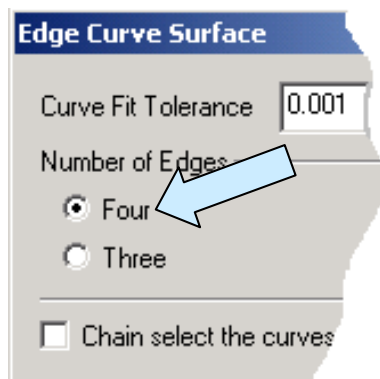 Edge Curve Surface
Curve Fit Tolerance 0.001
Number of Edges
Four
Three
Chain select the curves